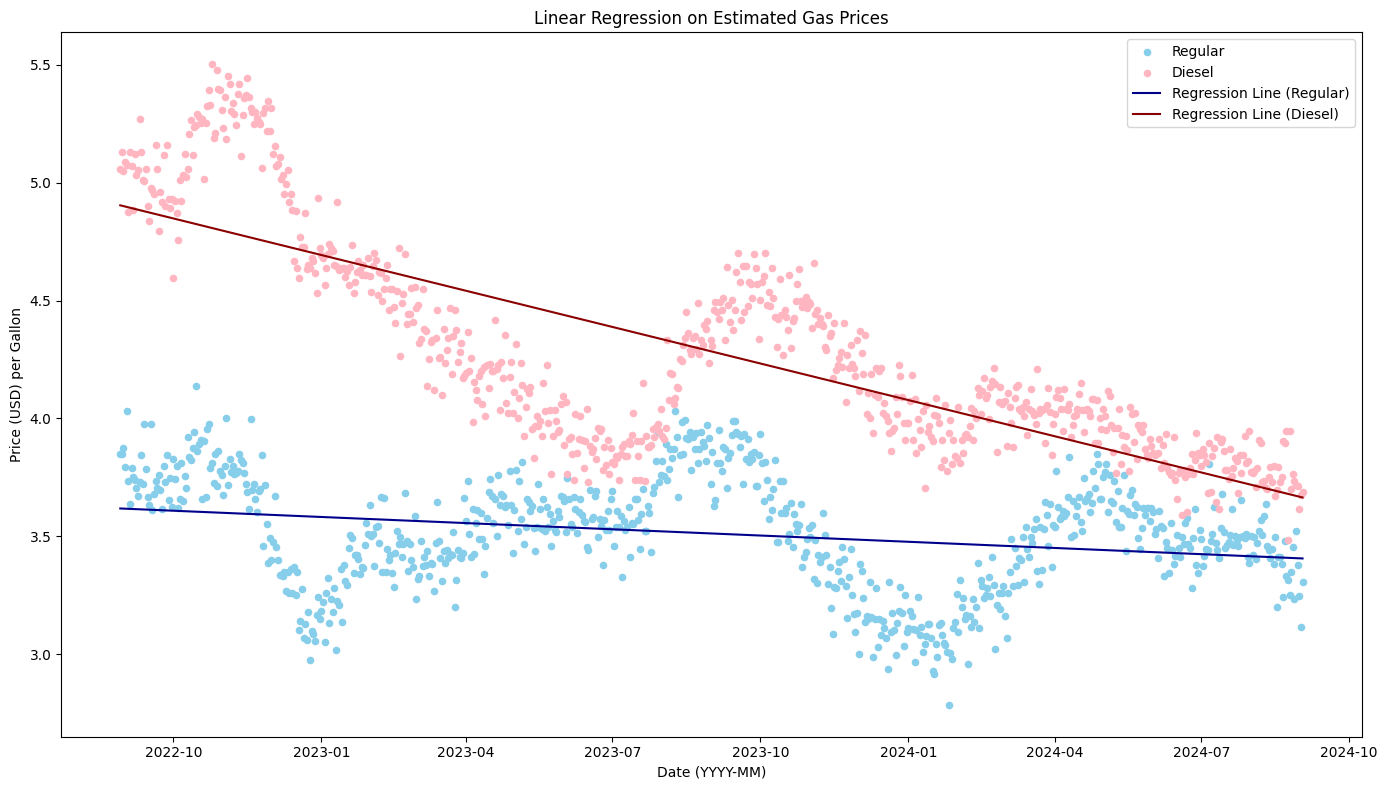 Linear Regression on Estimated Gas Prices
Regular
Diesel
Regression Line (Regular)
Regression Line (Diesel)
Price (USD) per Gallon
5.5
5.0
4.5
4.0
3.5
3.0
2022-10 2023-01 2023-04 2023-07 2023-10 2024-01 2024-04 2024-07 2024-10
Date (YYYY-MM)